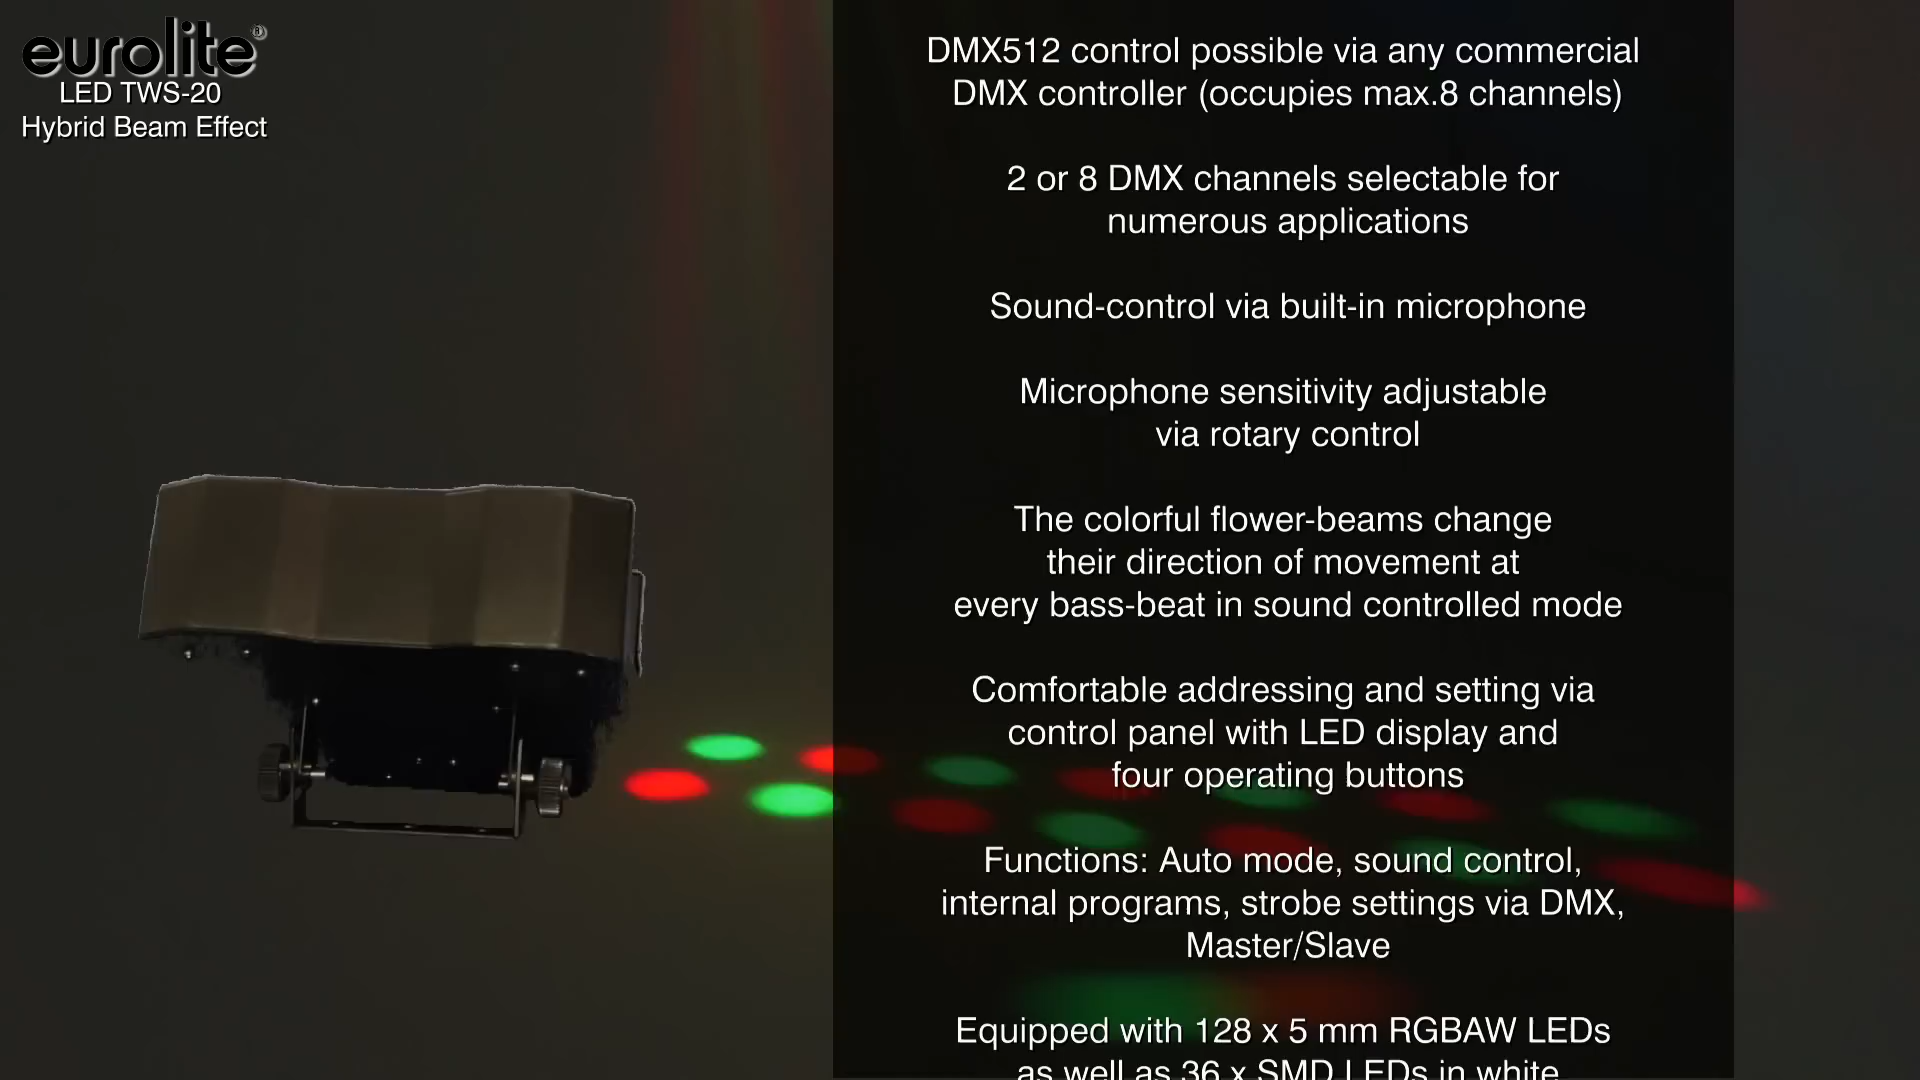 eurolite®
LED TWS-20
Hybrid Beam Effect
DMX512 control possible via any commercial
DMX controller (occupies max.8 channels)
2 or 8 DMX channels selectable for
numerous applications
Sound-control via built-in microphone
Microphone sensitivity adjustable
via rotary control
The colorful flower-beams change
their direction of movement at
every bass-beat in sound controlled mode
Comfortable addressing and setting via
control panel with LED display and
four operating buttons
Functions: Auto mode, sound control,
internal programs, strobe settings via DMX,
Master/Slave
Equipped with 128 x 5 mm RGBAW LEDs
as well as 36 x SMD LEDs in white